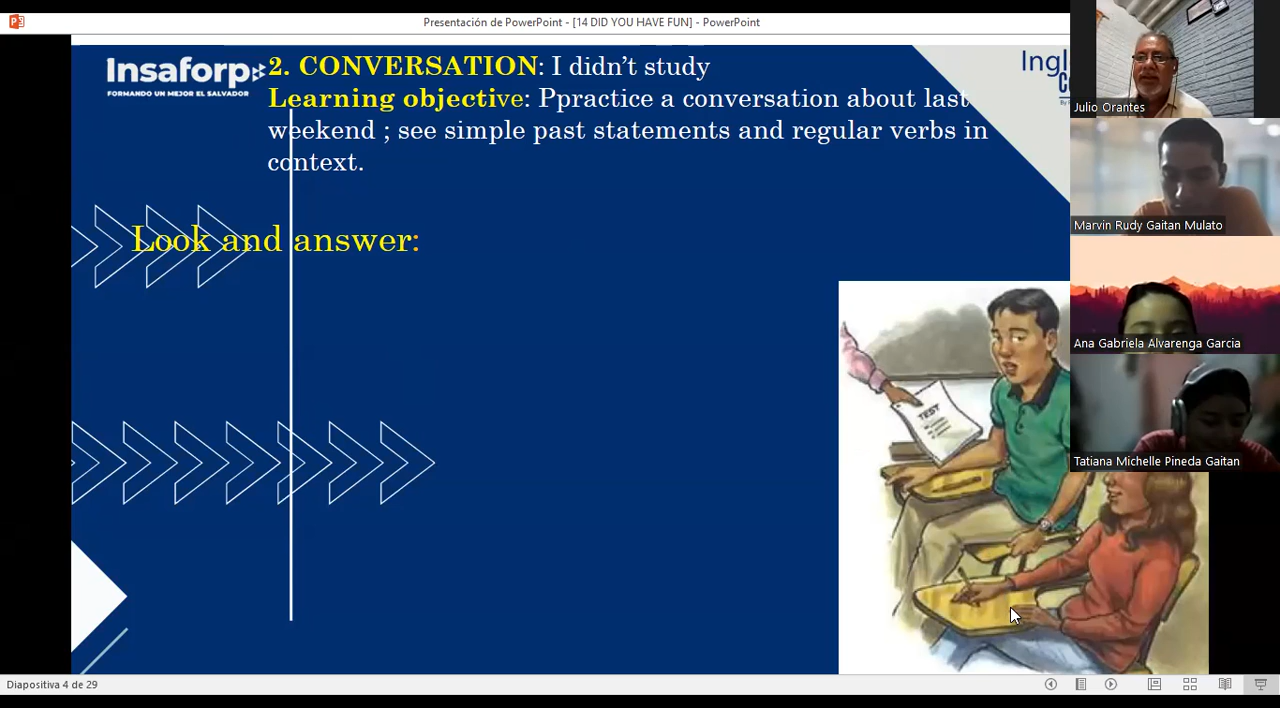 Presentación de PowerPoint - [14 DID YOU HAVE FUN] - PowerPoint
Insaforp
FORMANDO UN MEJOR EL SALVADOR
2. CONVERSATION: I didn't study
Learning objective: Ppractice a conversation about last
weekend ; see simple past statements and regular verbs in
context.
Look and answer:
TEST
Julio Orantes
Marvin Rudy Gaitan Mulato
Ana Gabriela Alvarenga Garcia
Tatiana Michelle Pineda Gaitan
Diapositiva 4 de 29